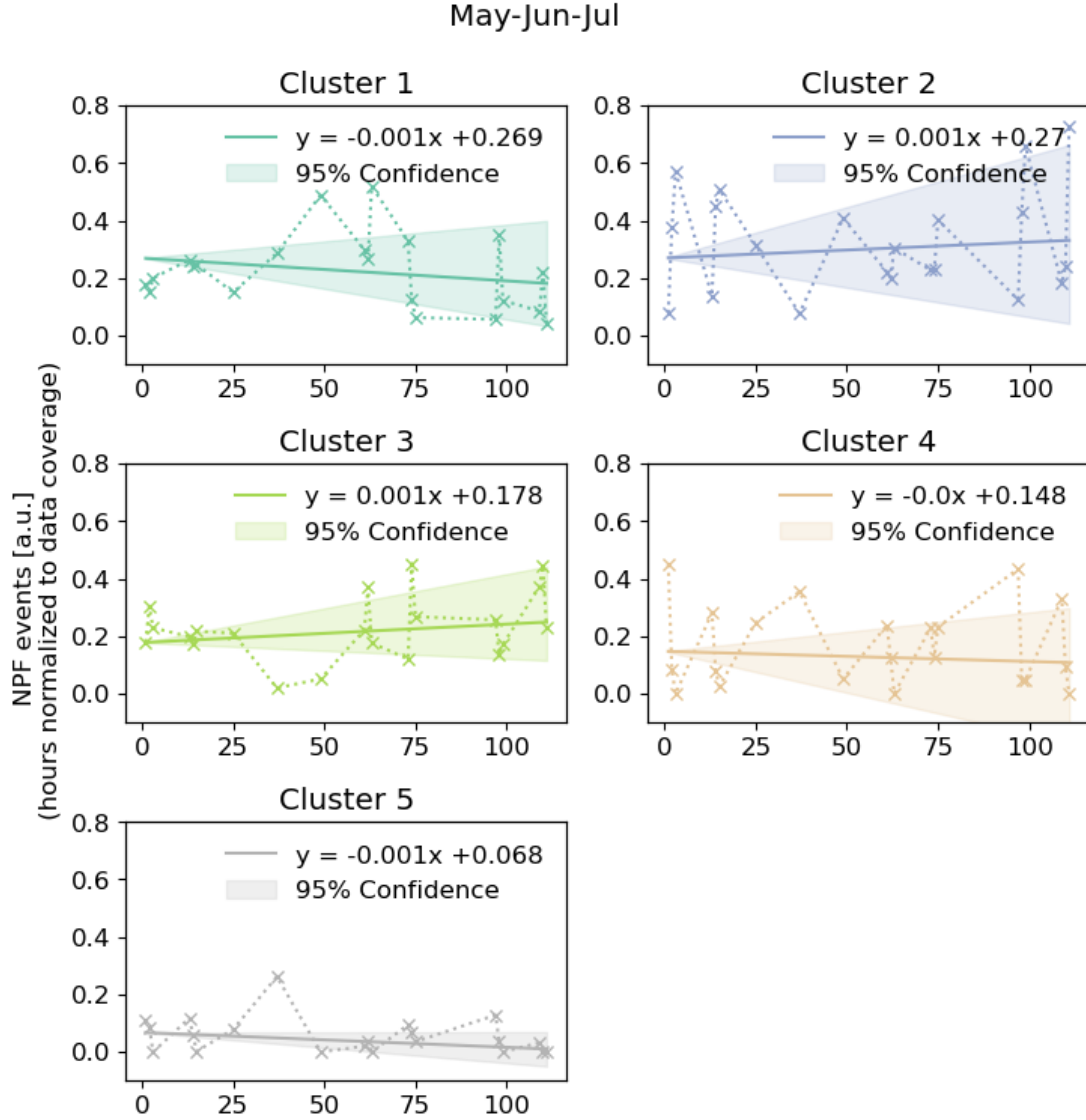 May-Jun-Jul
Cluster 1
0.8
0.6
0.4
0.2
0.0
y = -0.001x +0.269
95% Confidence
0
25
50
75
100
Cluster 2
0.8
0.6
0.4
0.2
0.0
y = 0.001x +0.27
95% Confidence
0
25
50
75
100
NPF events [a.u.]
(hours normalized to data coverage)
Cluster 3
0.8
0.6
0.4
0.2
0.0
y = 0.001x +0.178
95% Confidence
0
25
50
75
100
Cluster 4
0.8
0.6
0.4
0.2
0.0
y = -0.0x +0.148
95% Confidence
0
25
50
75
100
Cluster 5
0.8
0.6
0.4
0.2
0.0
y = -0.001x +0.068
95% Confidence
0
25
50
75
100